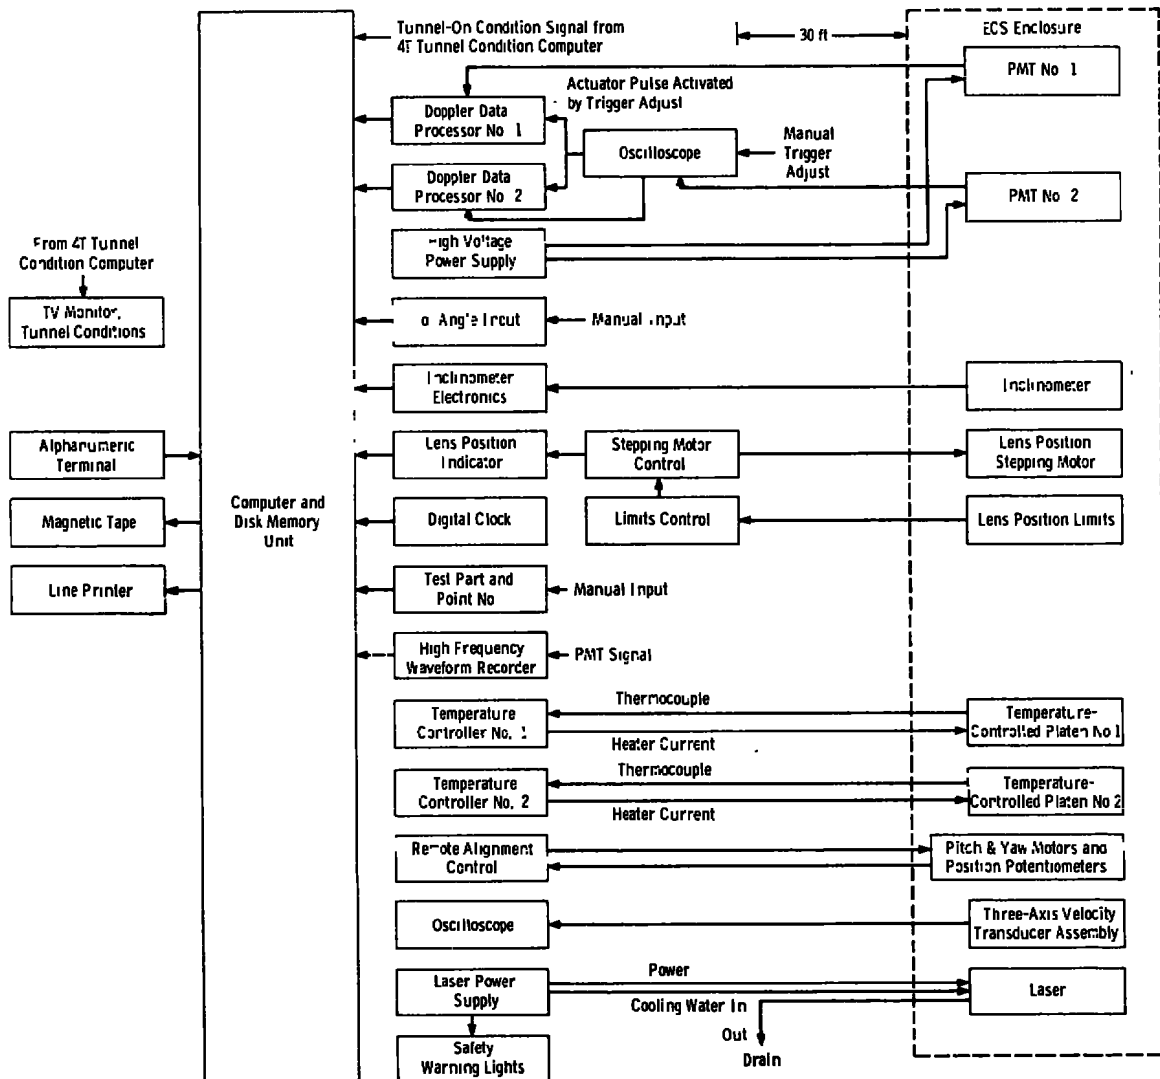 Tunnel-On Condition Signal from
4T Tunnel Condition Computer
30 ft
ECS Enclosure
PMT No. 1
Actuator Pulse Activated
by Trigger Adjust
Doppler Data
Processor No. 1
Oscilloscope
Manual
Trigger
Adjust
Doppler Data
Processor No. 2
PMT No. 2
From 4T Tunnel
Condition Computer
High Voltage
Power Supply
TV Monitor,
Tunnel Conditions
α Angle Input
Manual Input
Inclinometer
Electronics
Inclinometer
Alphanumeric
Terminal
Lens Position
Indicator
Stepping Motor
Control
Lens Position
Stepping Motor
Computer and
Disk Memory
Unit
Magnetic Tape
Digital Clock
Limits Control
Lens Position Limits
Line Printer
Test Part and
Point No
Manual Input
High Frequency
Waveform Recorder
PMT Signal
Temperature
Controller No. 1
Thermocouple
Heater Current
Temperature-
Controlled Platen No 1
Temperature
Controller No. 2
Thermocouple
Heater Current
Temperature-
Controlled Platen No 2
Remote Alignment
Control
Pitch & Yaw Motors and
Position Potentiometers
Oscilloscope
Three-Axis Velocity
Transducer Assembly
Laser Power
Supply
Power
Cooling Water In
Laser
Out
Drain
Safety
Warning Lights